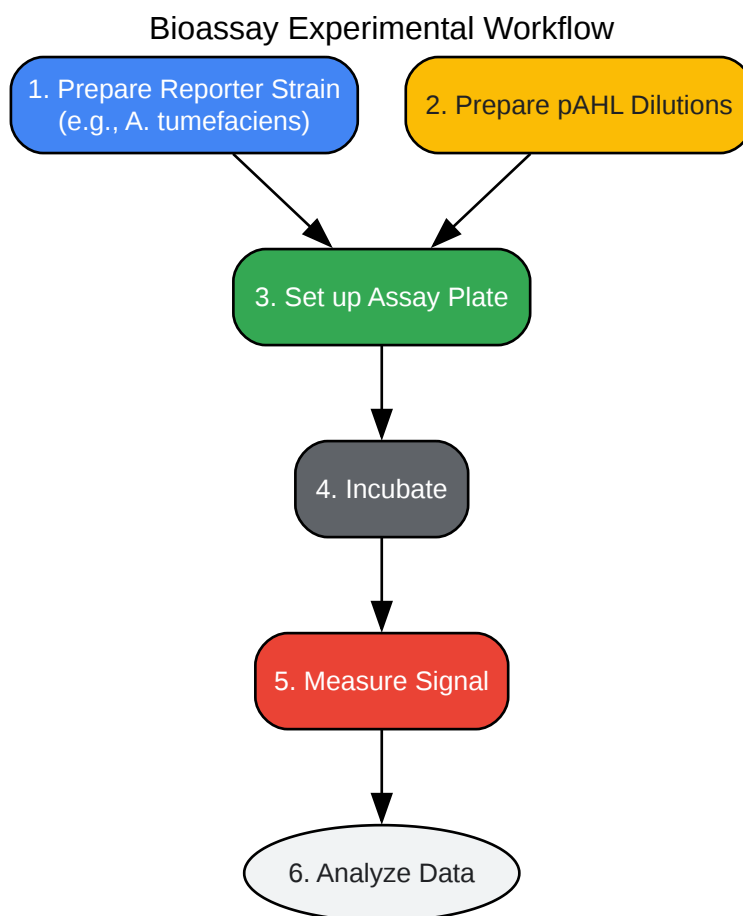 Bioassay Experimental Workflow
1. Prepare Reporter Strain
(e.g., A. tumefaciens)
2. Prepare pAHL Dilutions
3. Set up Assay Plate
4. Incubate
5. Measure Signal
6. Analyze Data